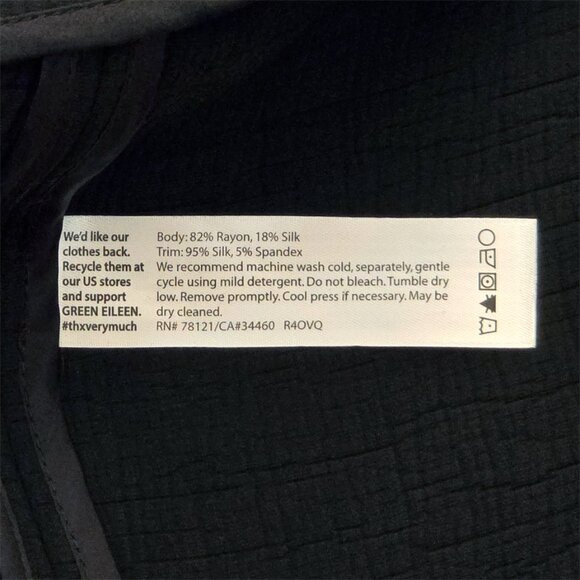 We'd like our
clothes back.
Recycle them at
our US stores
and support
GREEN EILEEN.
#thxverymuch
Body: 82% Rayon, 18% Silk
Trim: 95% Silk, 5% Spandex
We recommend machine wash cold, separately, gentle
cycle using mild detergent. Do not bleach. Tumble dry
low. Remove promptly. Cool press if necessary. May be
dry cleaned.
RN# 78121/CA#34460 R4OVQ